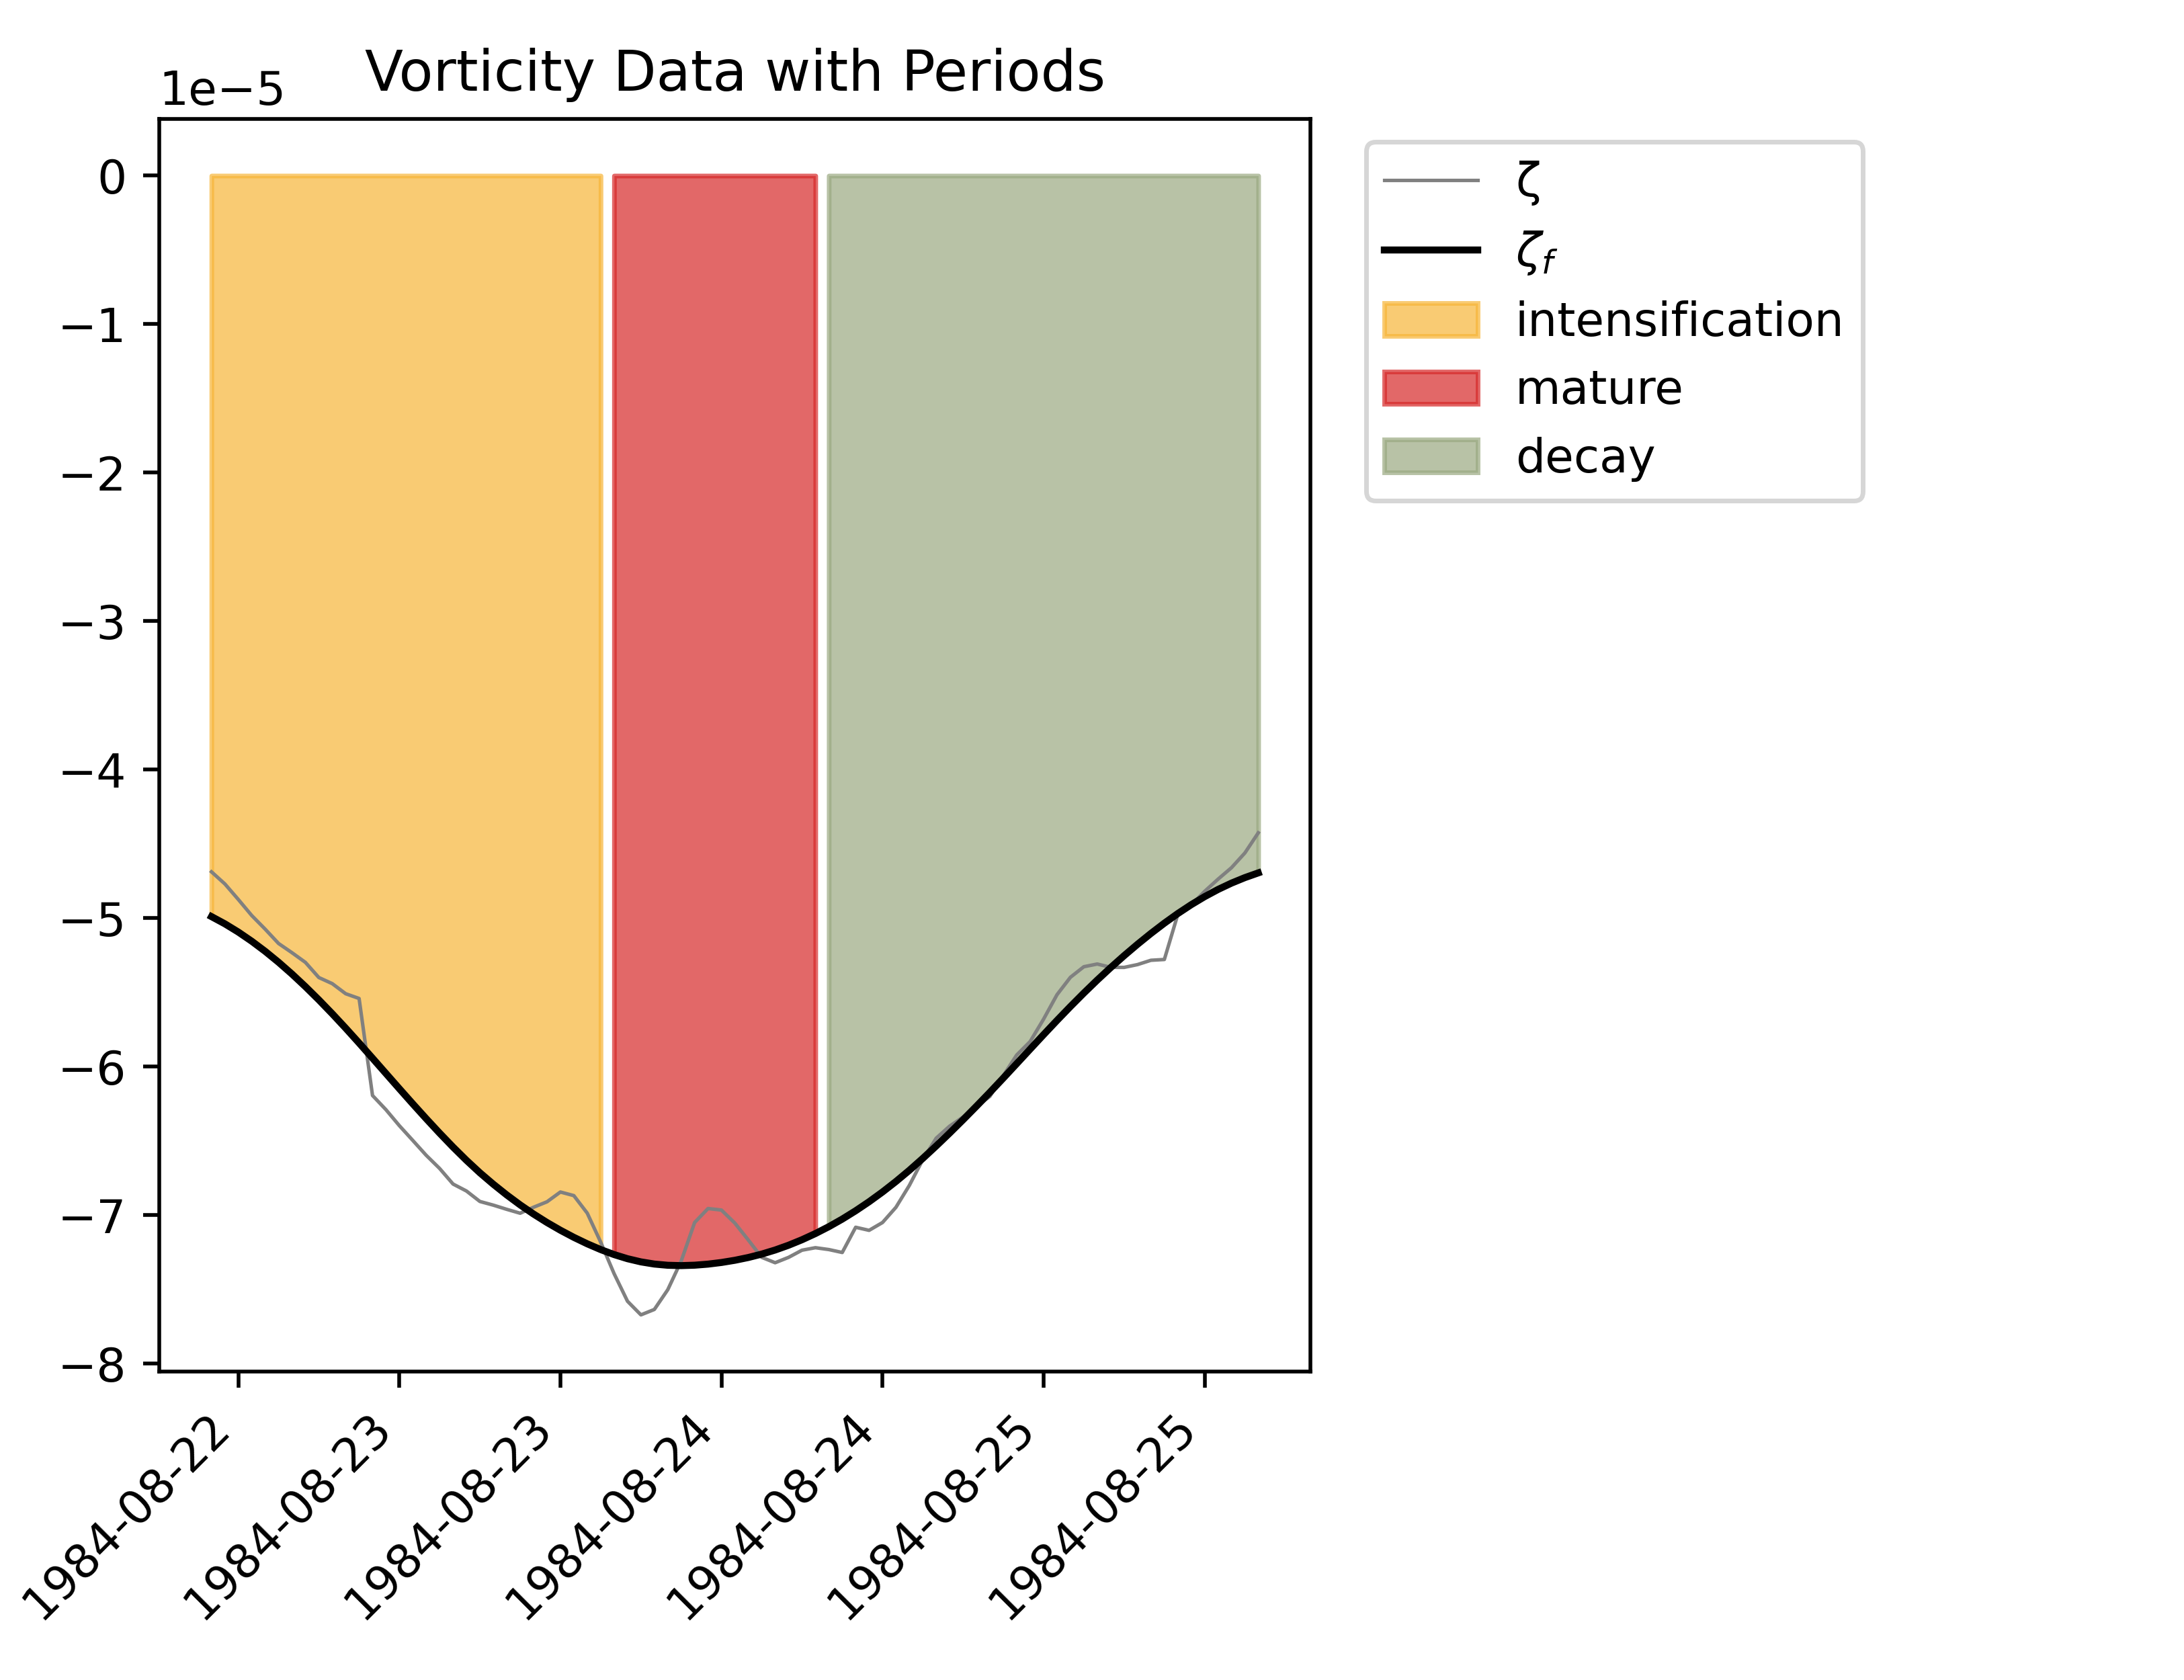 Vorticity Data with Periods
1e−5
0
−1
−2
−3
−4
−5
−6
−7
−8
1984-08-22
1984-08-23
1984-08-23
1984-08-24
1984-08-24
1984-08-25
1984-08-25
ζ
ζf
intensification
mature
decay